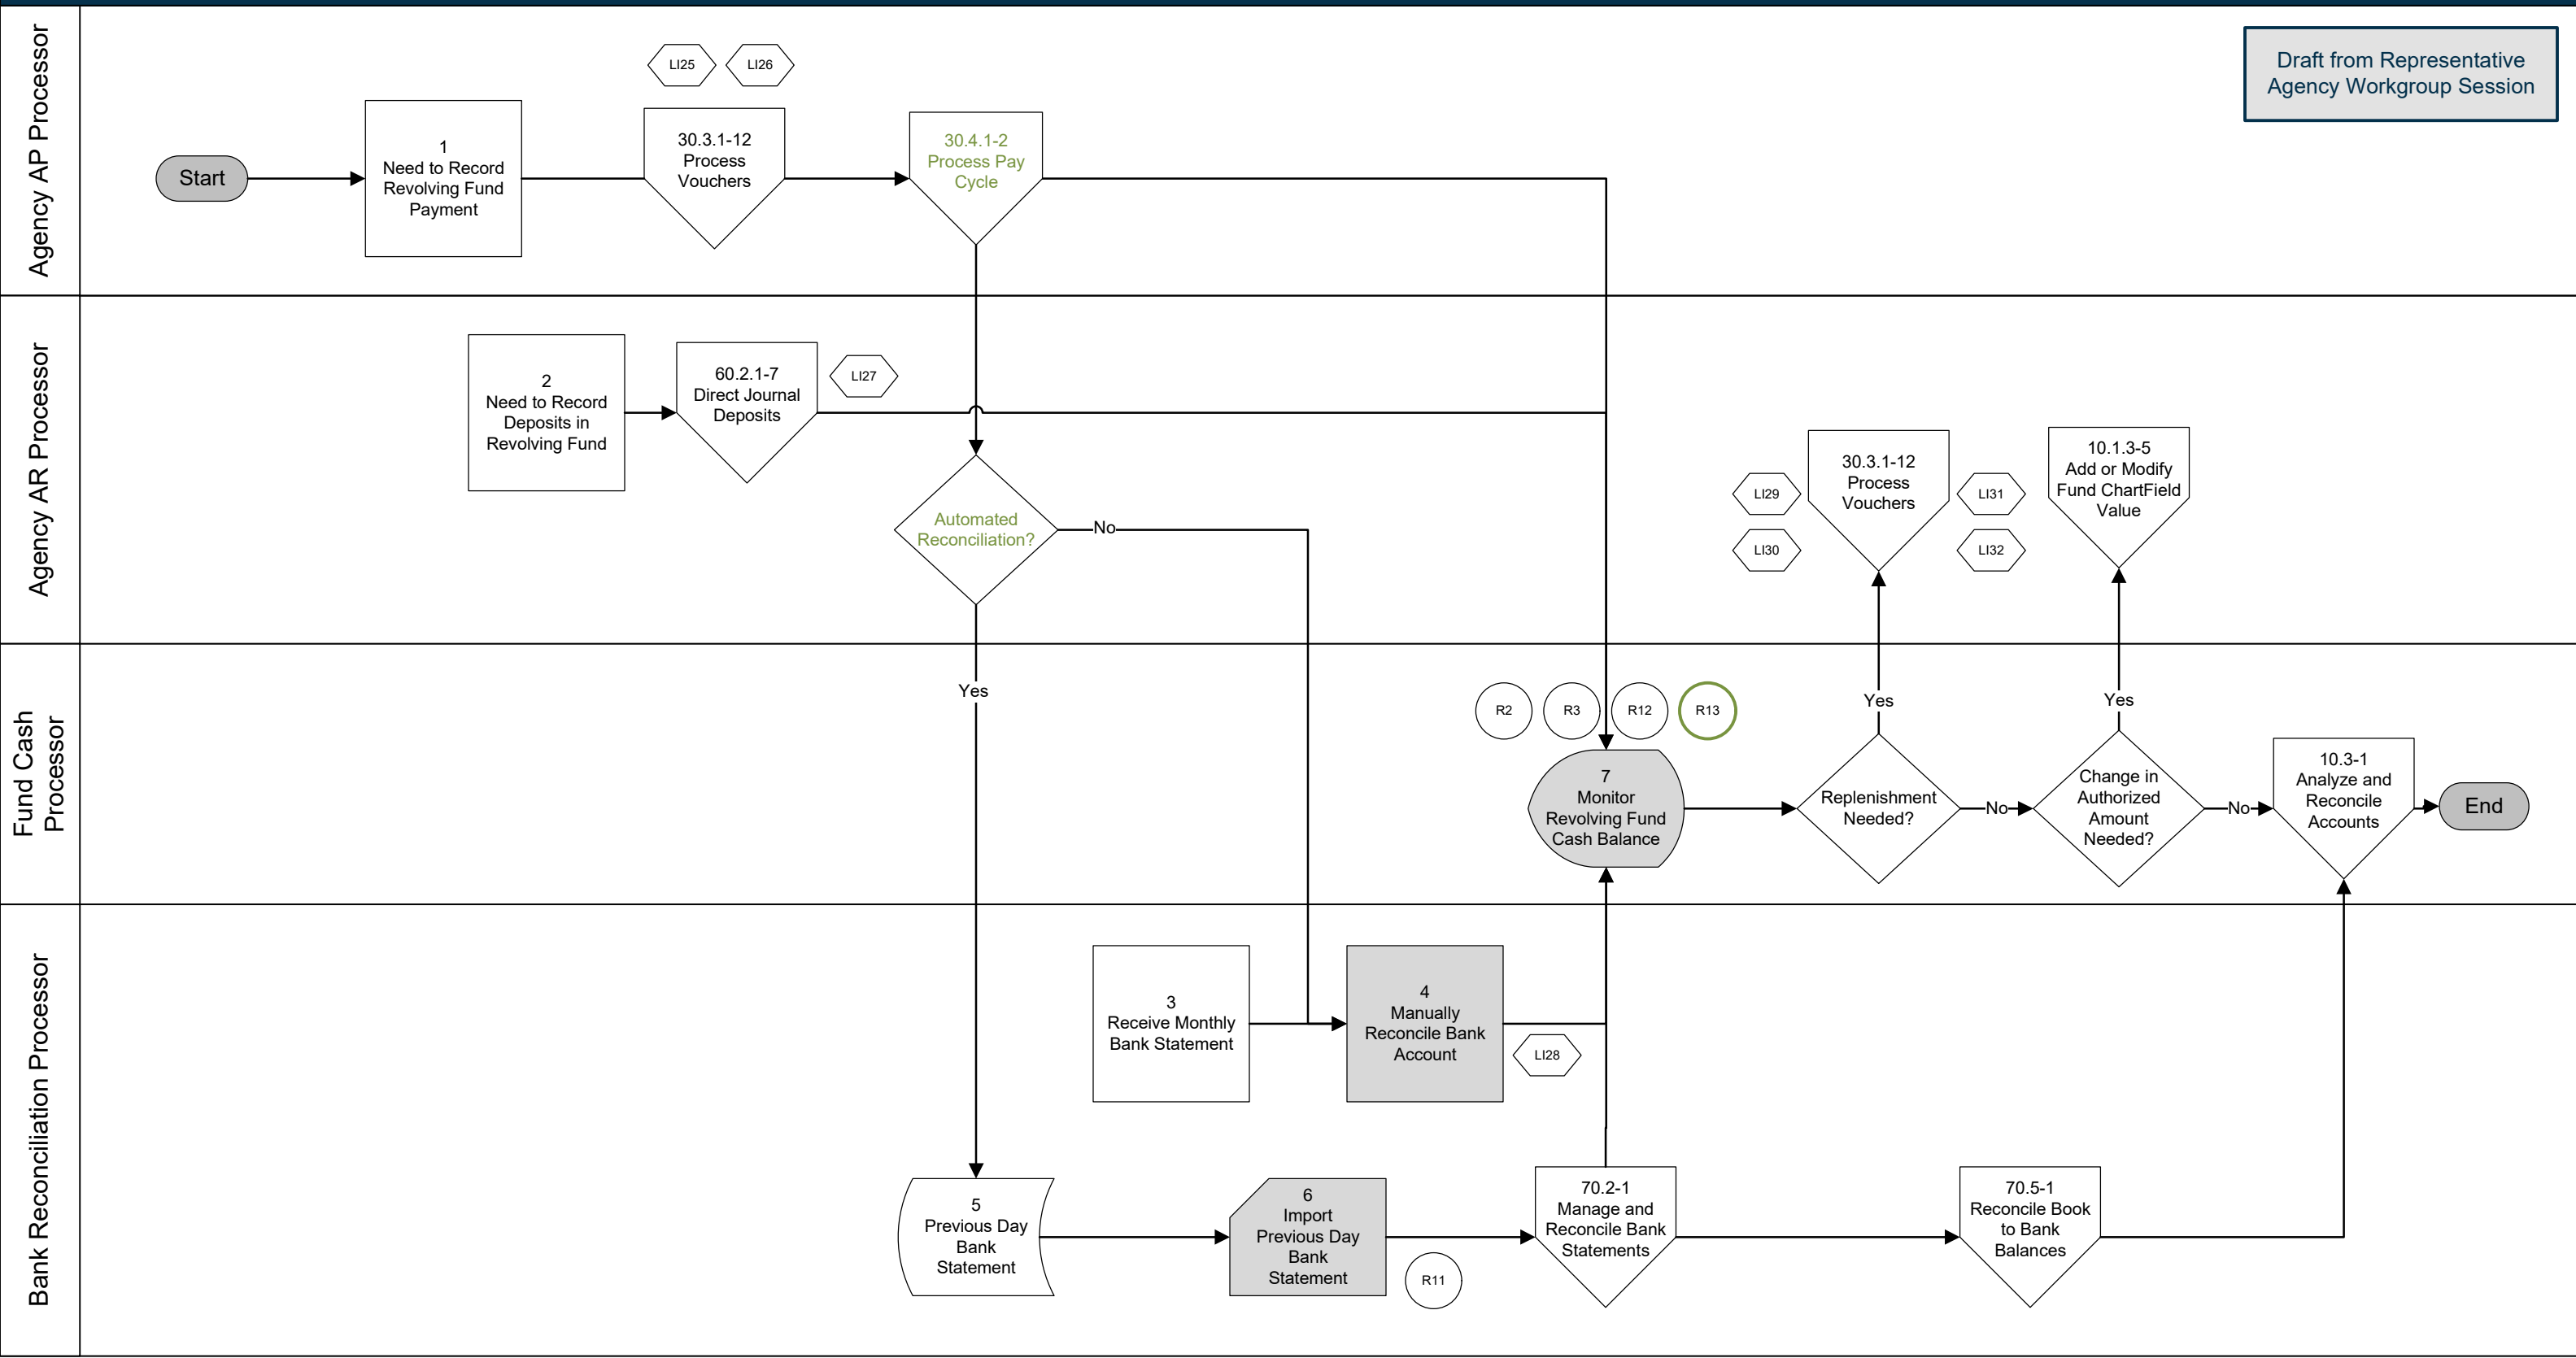 Draft from Representative
Agency Workgroup Session
Agency AP Processor
LI25
LI26
Start
1
Need to Record
Revolving Fund
Payment
30.3.1-12
Process
Vouchers
30.4.1-2
Process Pay
Cycle
Agency AR Processor
2
Need to Record
Deposits in
Revolving Fund
60.2.1-7
Direct Journal
Deposits
LI27
Automated
Reconciliation?
No
Yes
LI29
LI30
30.3.1-12
Process
Vouchers
LI31
LI32
10.1.3-5
Add or Modify
Fund ChartField
Value
Fund Cash
Processor
R2
R3
R12
R13
7
Monitor
Revolving Fund
Cash Balance
Yes
Replenishment
Needed?
No
Yes
Change in
Authorized
Amount
Needed?
No
10.3-1
Analyze and
Reconcile
Accounts
End
Bank Reconciliation Processor
3
Receive Monthly
Bank Statement
4
Manually
Reconcile Bank
Account
LI28
5
Previous Day
Bank
Statement
6
Import
Previous Day
Bank
Statement
R11
70.2-1
Manage and
Reconcile Bank
Statements
70.5-1
Reconcile Book
to Bank
Balances